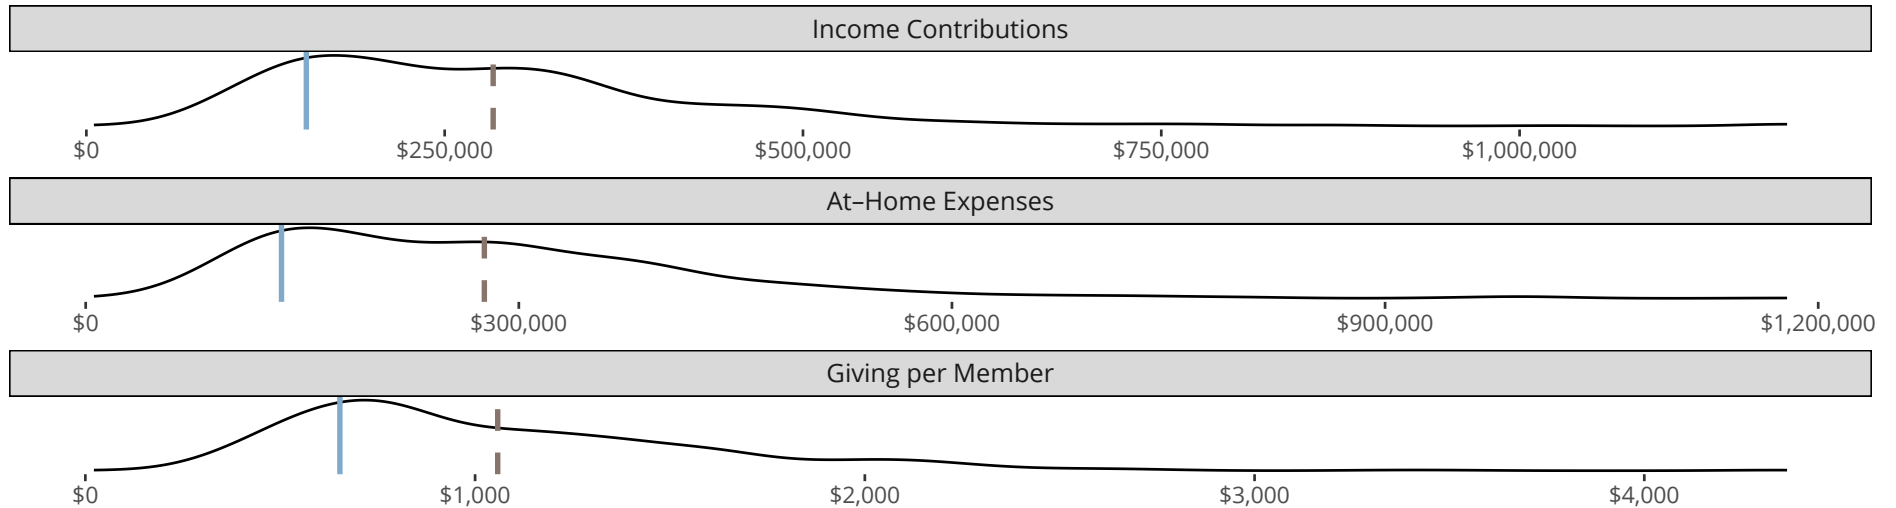 Income Contributions
$0 $250,000 $500,000 $750,000 $1,000,000
At–Home Expenses
$0 $300,000 $600,000 $900,000 $1,200,000
Giving per Member
$0 $1,000 $2,000 $3,000 $4,000